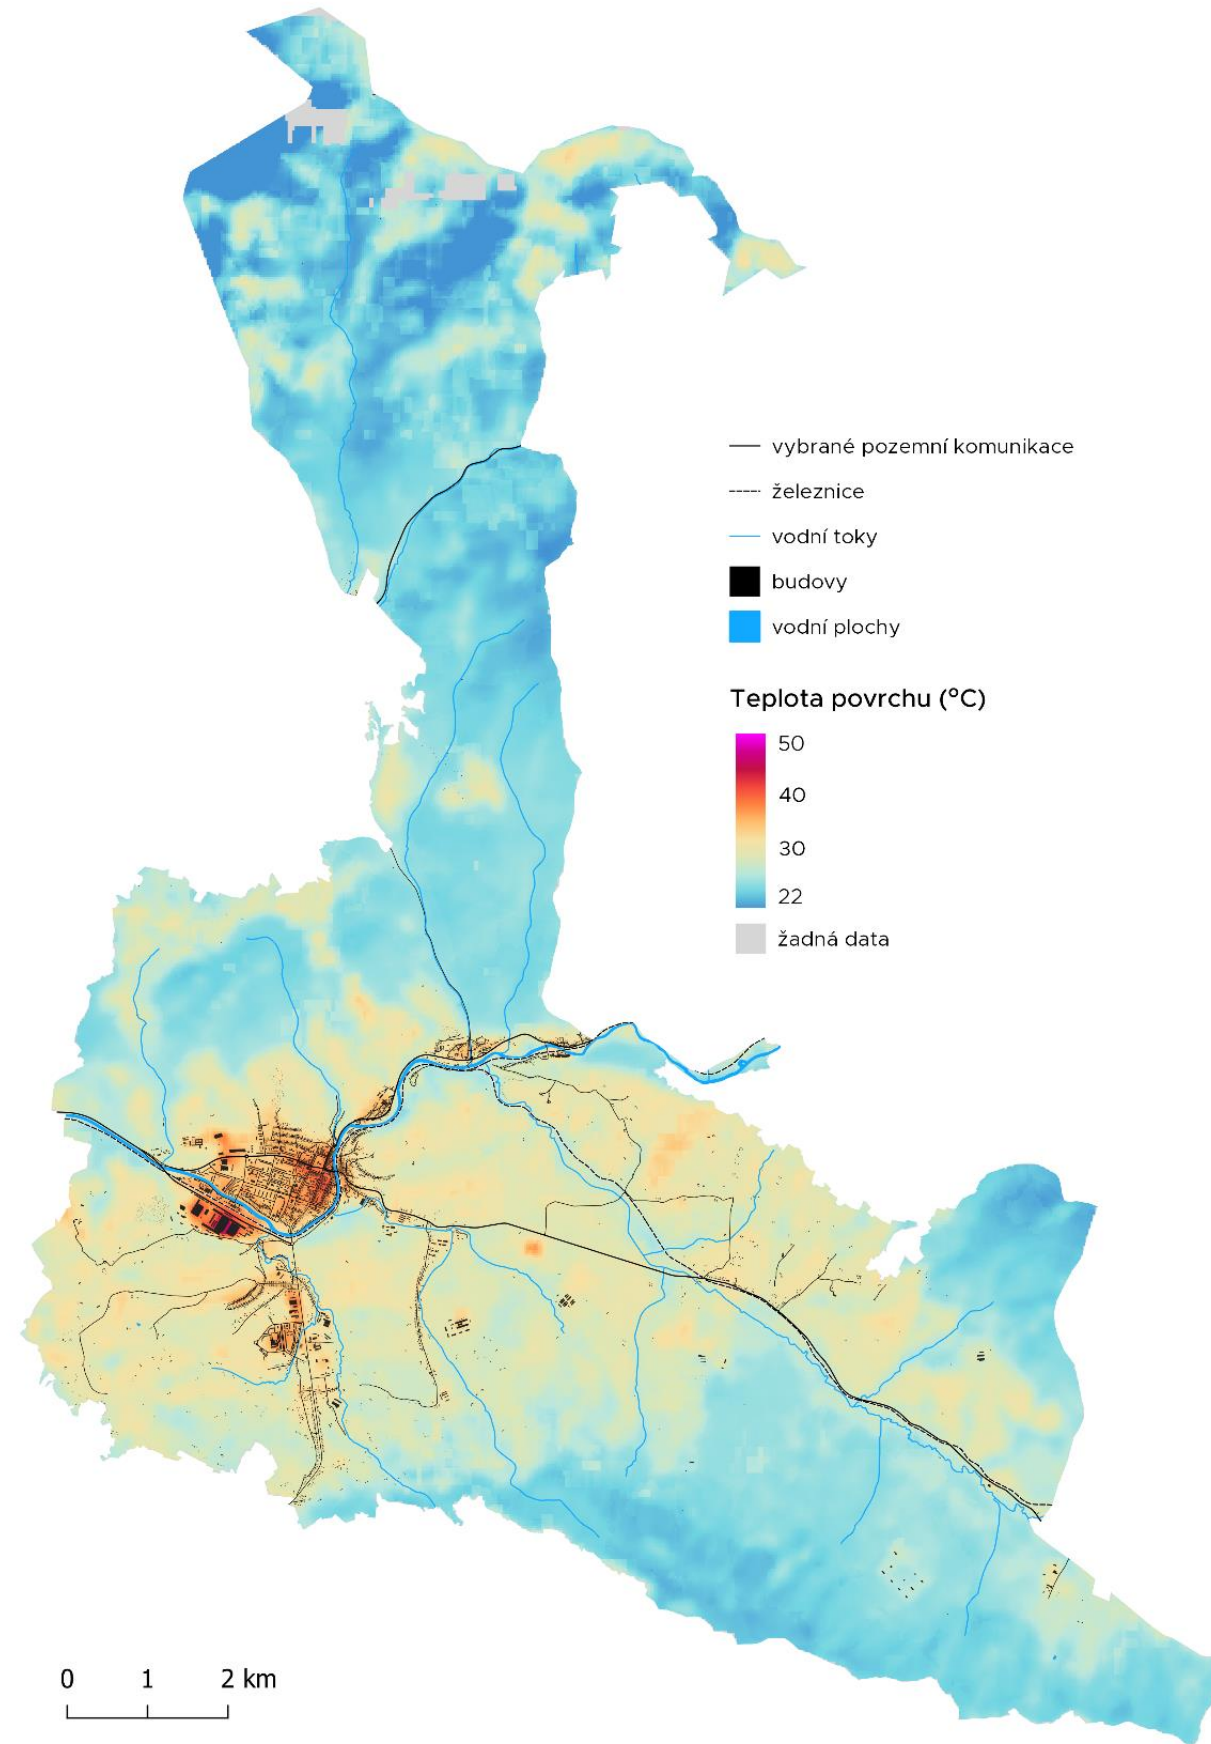 vybrané pozemní komunikace
železnice
vodní toky
budovy
vodní plochy
Teplota povrchu (°C)
50
40
30
22
žadná data
0 1 2 km